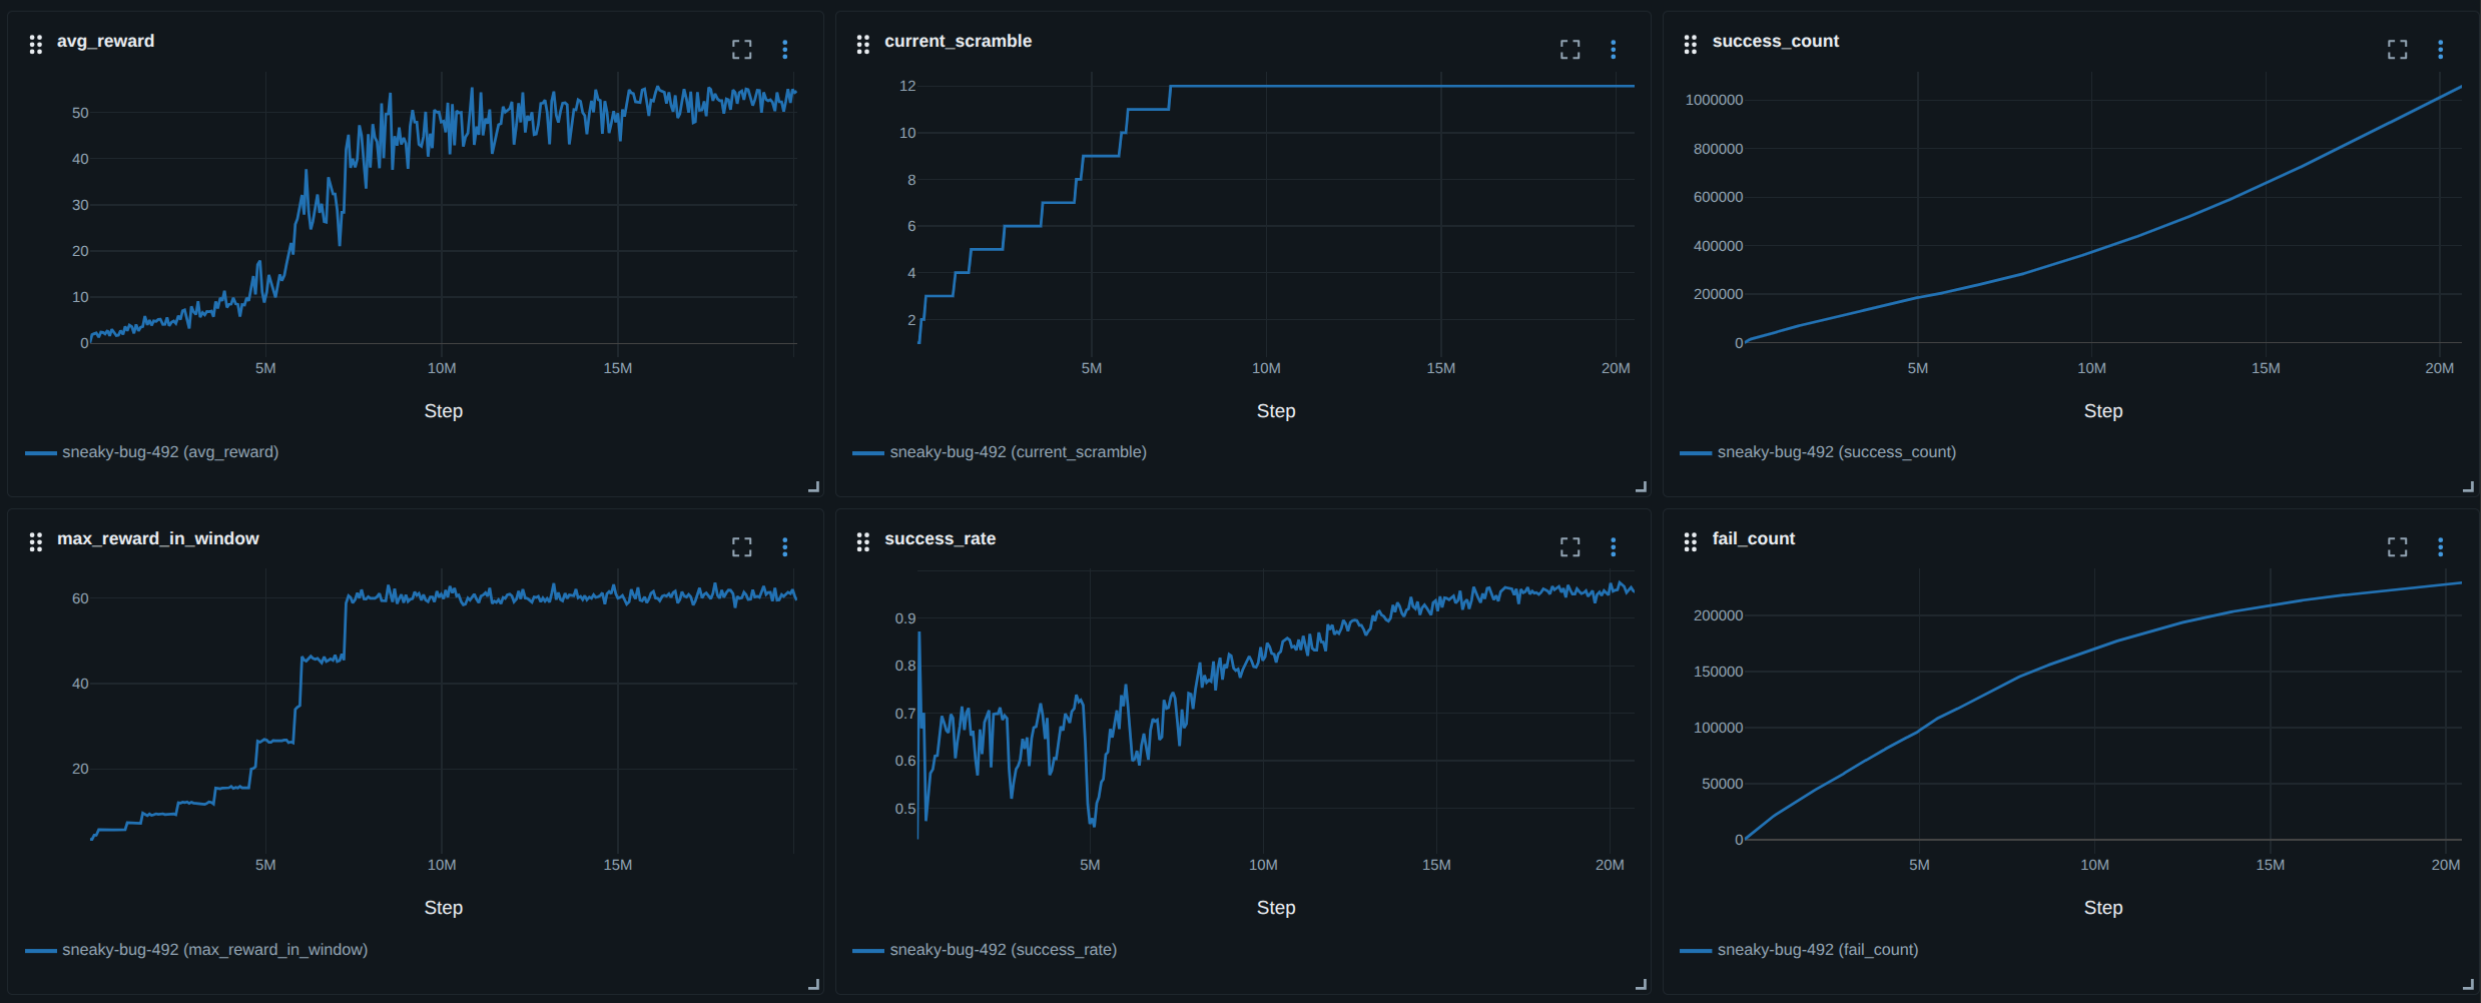 avg_reward
50
40
30
20
10
0
5M 10M 15M
Step
sneaky-bug-492 (avg_reward)
current_scramble
12
10
8
6
4
2
5M 10M 15M 20M
Step
sneaky-bug-492 (current_scramble)
success_count
1000000
800000
600000
400000
200000
0
5M 10M 15M 20M
Step
sneaky-bug-492 (success_count)
max_reward_in_window
60
40
20
5M 10M 15M
Step
sneaky-bug-492 (max_reward_in_window)
success_rate
0.9
0.8
0.7
0.6
0.5
5M 10M 15M 20M
Step
sneaky-bug-492 (success_rate)
fail_count
200000
150000
100000
50000
0
5M 10M 15M 20M
Step
sneaky-bug-492 (fail_count)